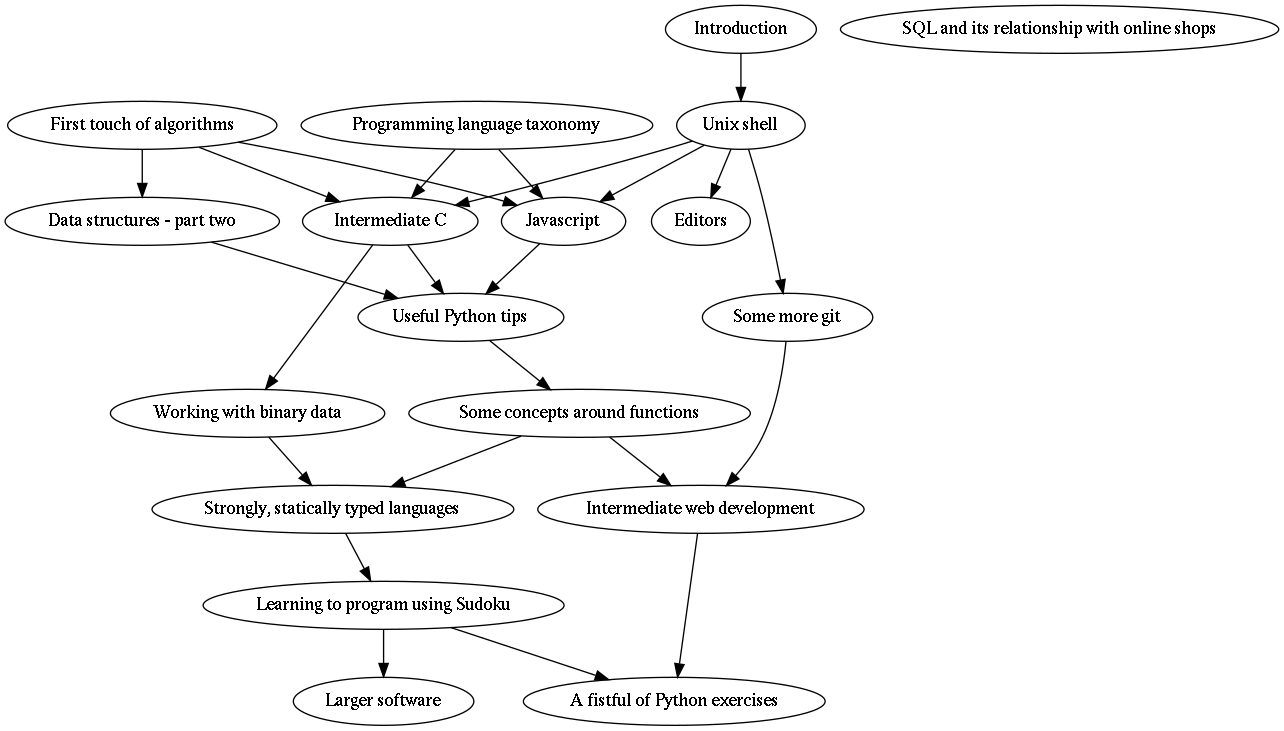 Introduction
SQL and its relationship with online shops
First touch of algorithms
Programming language taxonomy
Unix shell
Data structures - part two
Intermediate C
Javascript
Editors
Useful Python tips
Some more git
Working with binary data
Some concepts around functions
Strongly, statically typed languages
Intermediate web development
Learning to program using Sudoku
Larger software
A fistful of Python exercises